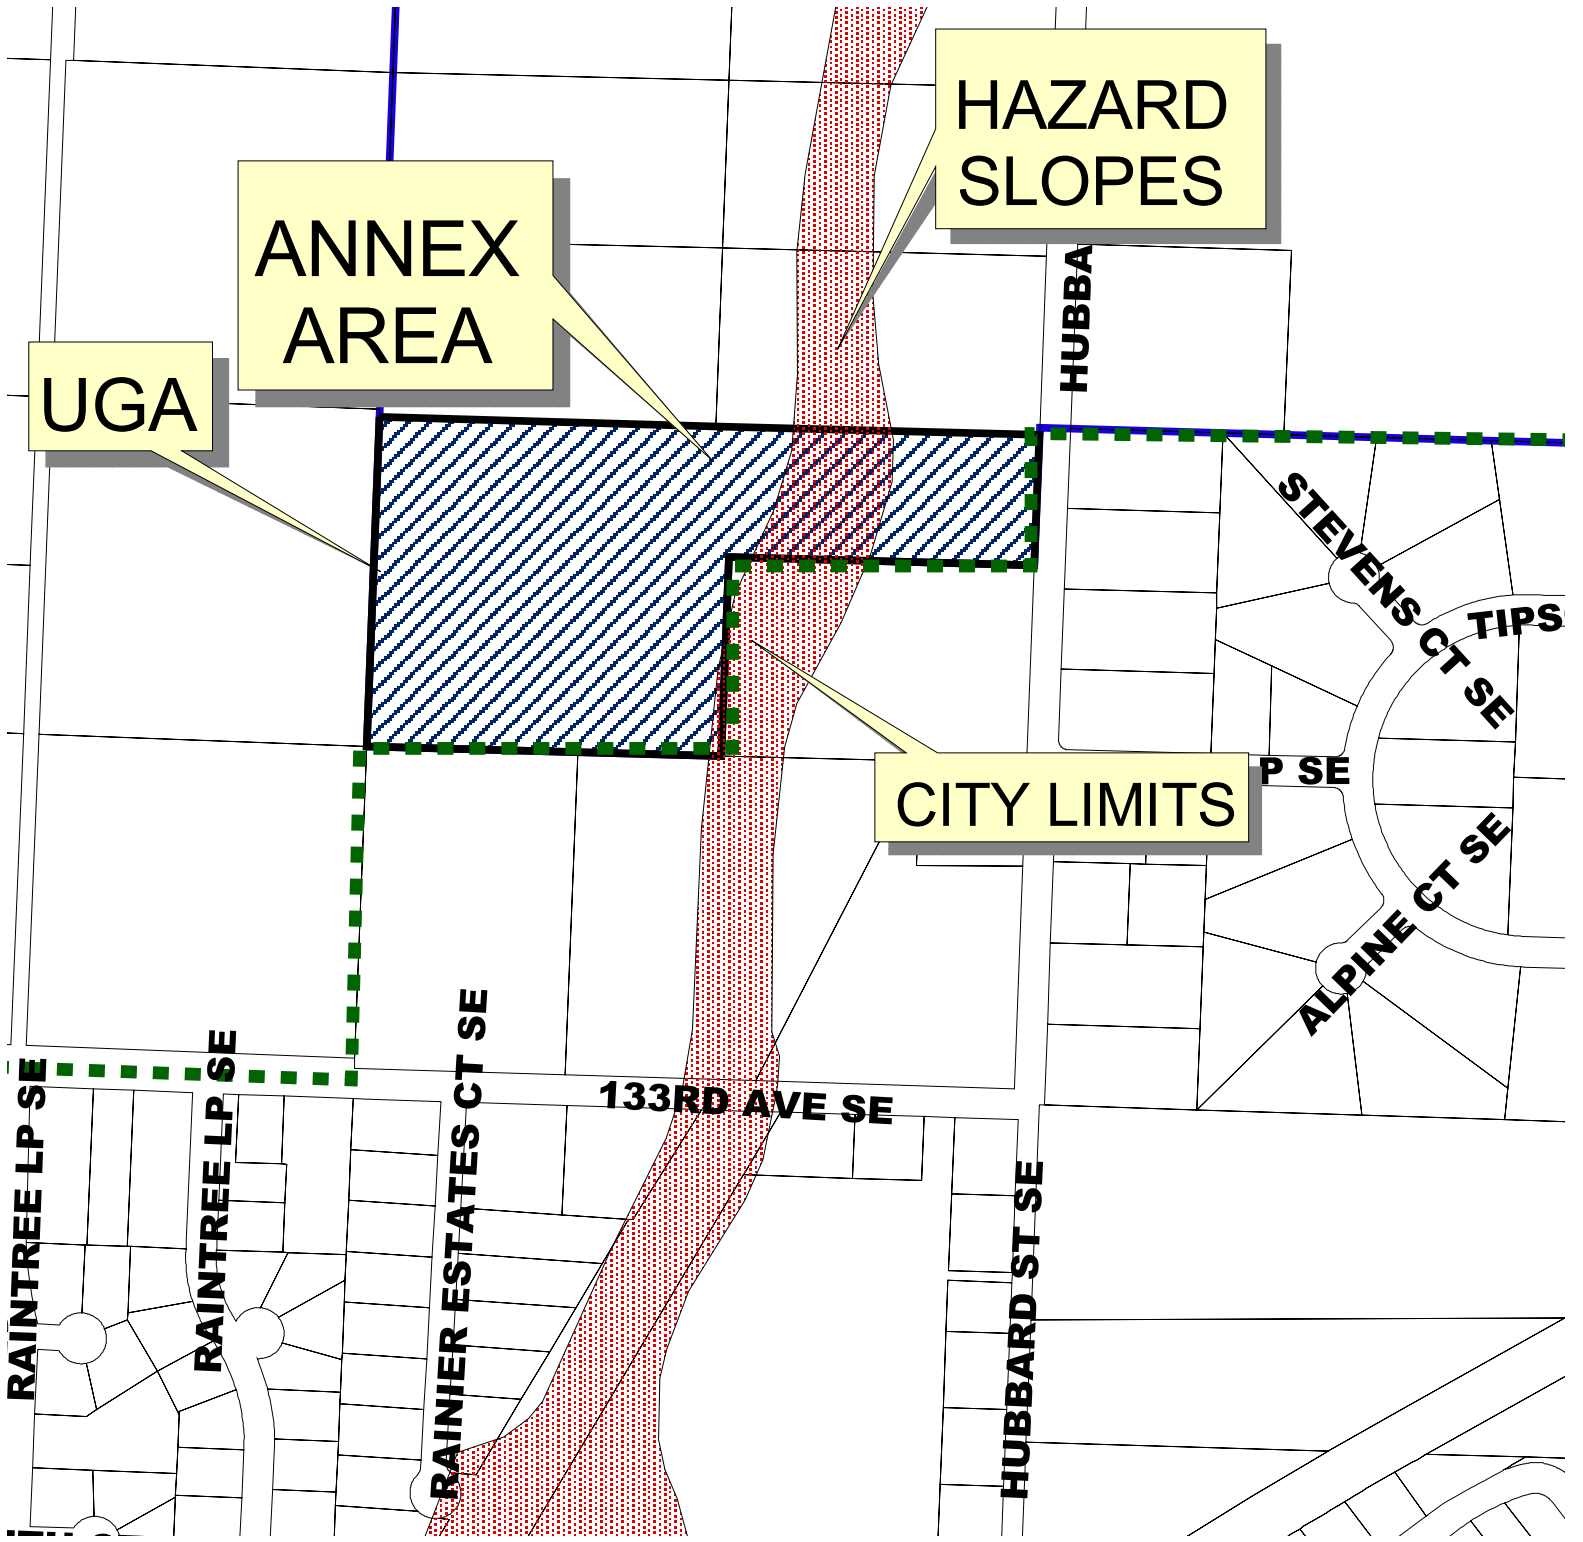 HAZARD
SLOPES
ANNEX
AREA
HUBBA
UGA
STEVENS CT SE
TIPS
P SE
CITY LIMITS
ALPINE CT SE
133RD AVE SE
RAINTREE LP SE
RAINTREE LP SE
RAINIER ESTATES CT SE
HUBBARD ST SE